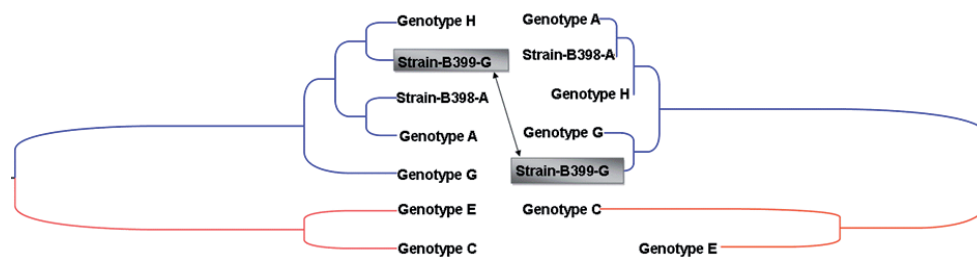 Genotype H
Strain-B399-G
Strain-B398-A
Genotype A
Genotype G
Genotype E
Genotype C
Genotype A
Strain-B398-A
Genotype H
Genotype G
Strain-B399-G
Genotype C
Genotype E